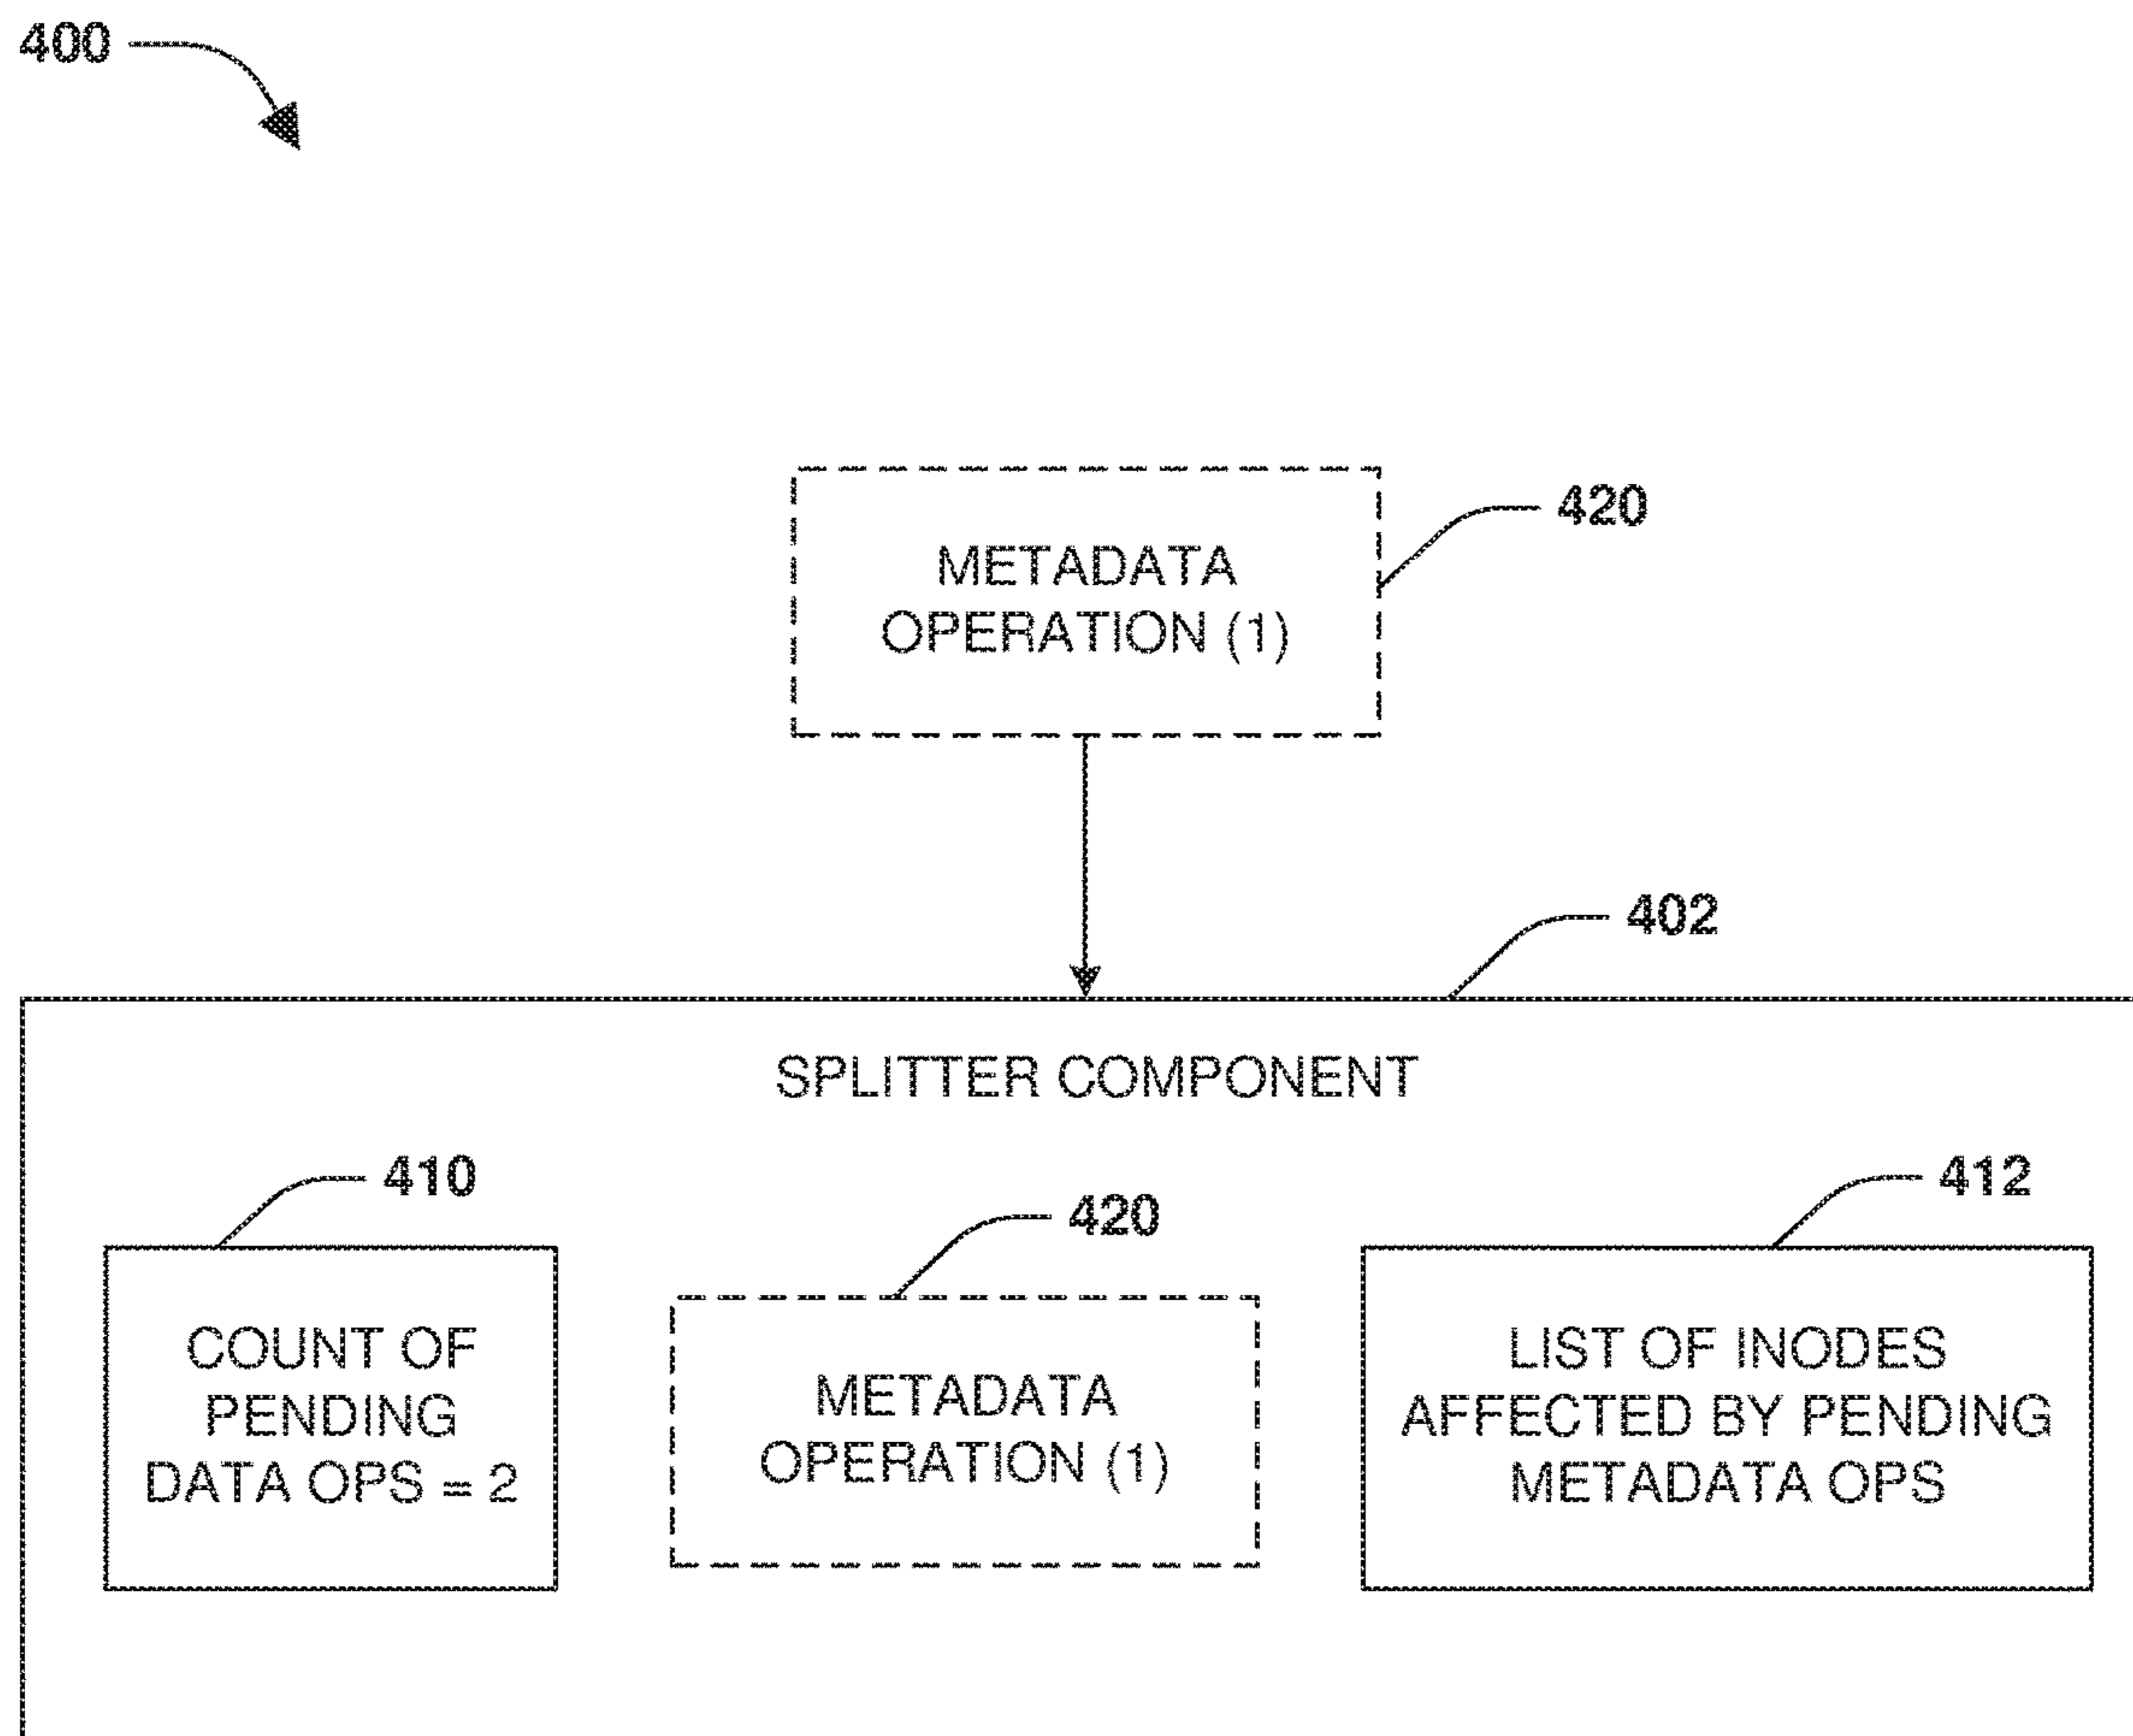 400
METADATA
OPERATION (1)
420
402
SPLITTER COMPONENT
410
420
412
COUNT OF
PENDING
DATA OPS = 2
METADATA
OPERATION (1)
LIST OF INODES
AFFECTED BY PENDING
METADATA OPS